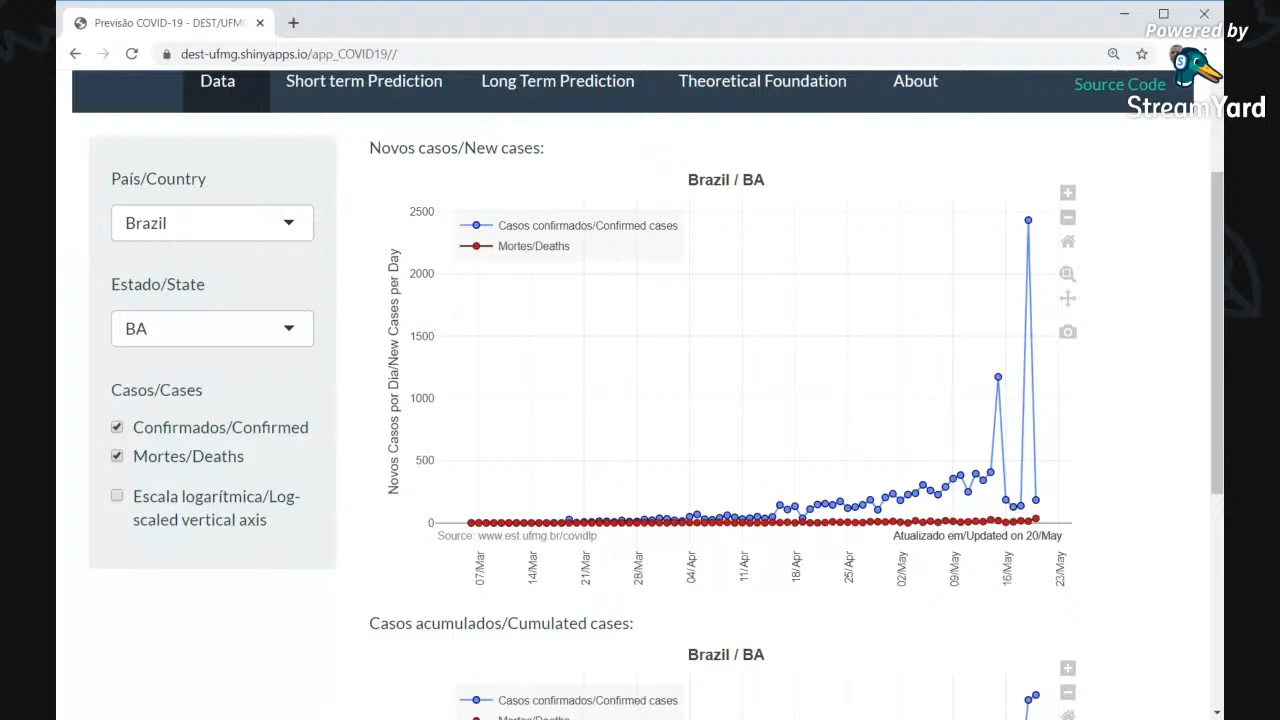 Previsão COVID-19 - DEST/UFMG
Powered by
dest-ufmg.shinyapps.io/app_COVID19//
StreamYard
Data
Short term Prediction
Long Term Prediction
Theoretical Foundation
About
Source Code
País/Country
Brazil
Estado/State
BA
Casos/Cases
Confirmados/Confirmed
Mortes/Deaths
Escala logarítmica/Log-
scaled vertical axis
Novos casos/New cases:
Brazil / BA
Casos confirmados/Confirmed cases
Mortes/Deaths
Novos Casos por Dia/New Cases per Day
2500
2000
1500
1000
500
0
Source: www.est.ufmg.br/covidlp
Atualizado em/Updated on 20/May
07/Mar
14/Mar
21/Mar
28/Mar
04/Apr
11/Apr
18/Apr
25/Apr
02/May
09/May
16/May
23/May
Casos acumulados/Cumulated cases:
Brazil / BA
Casos confirmados/Confirmed cases
Mortes/Deaths